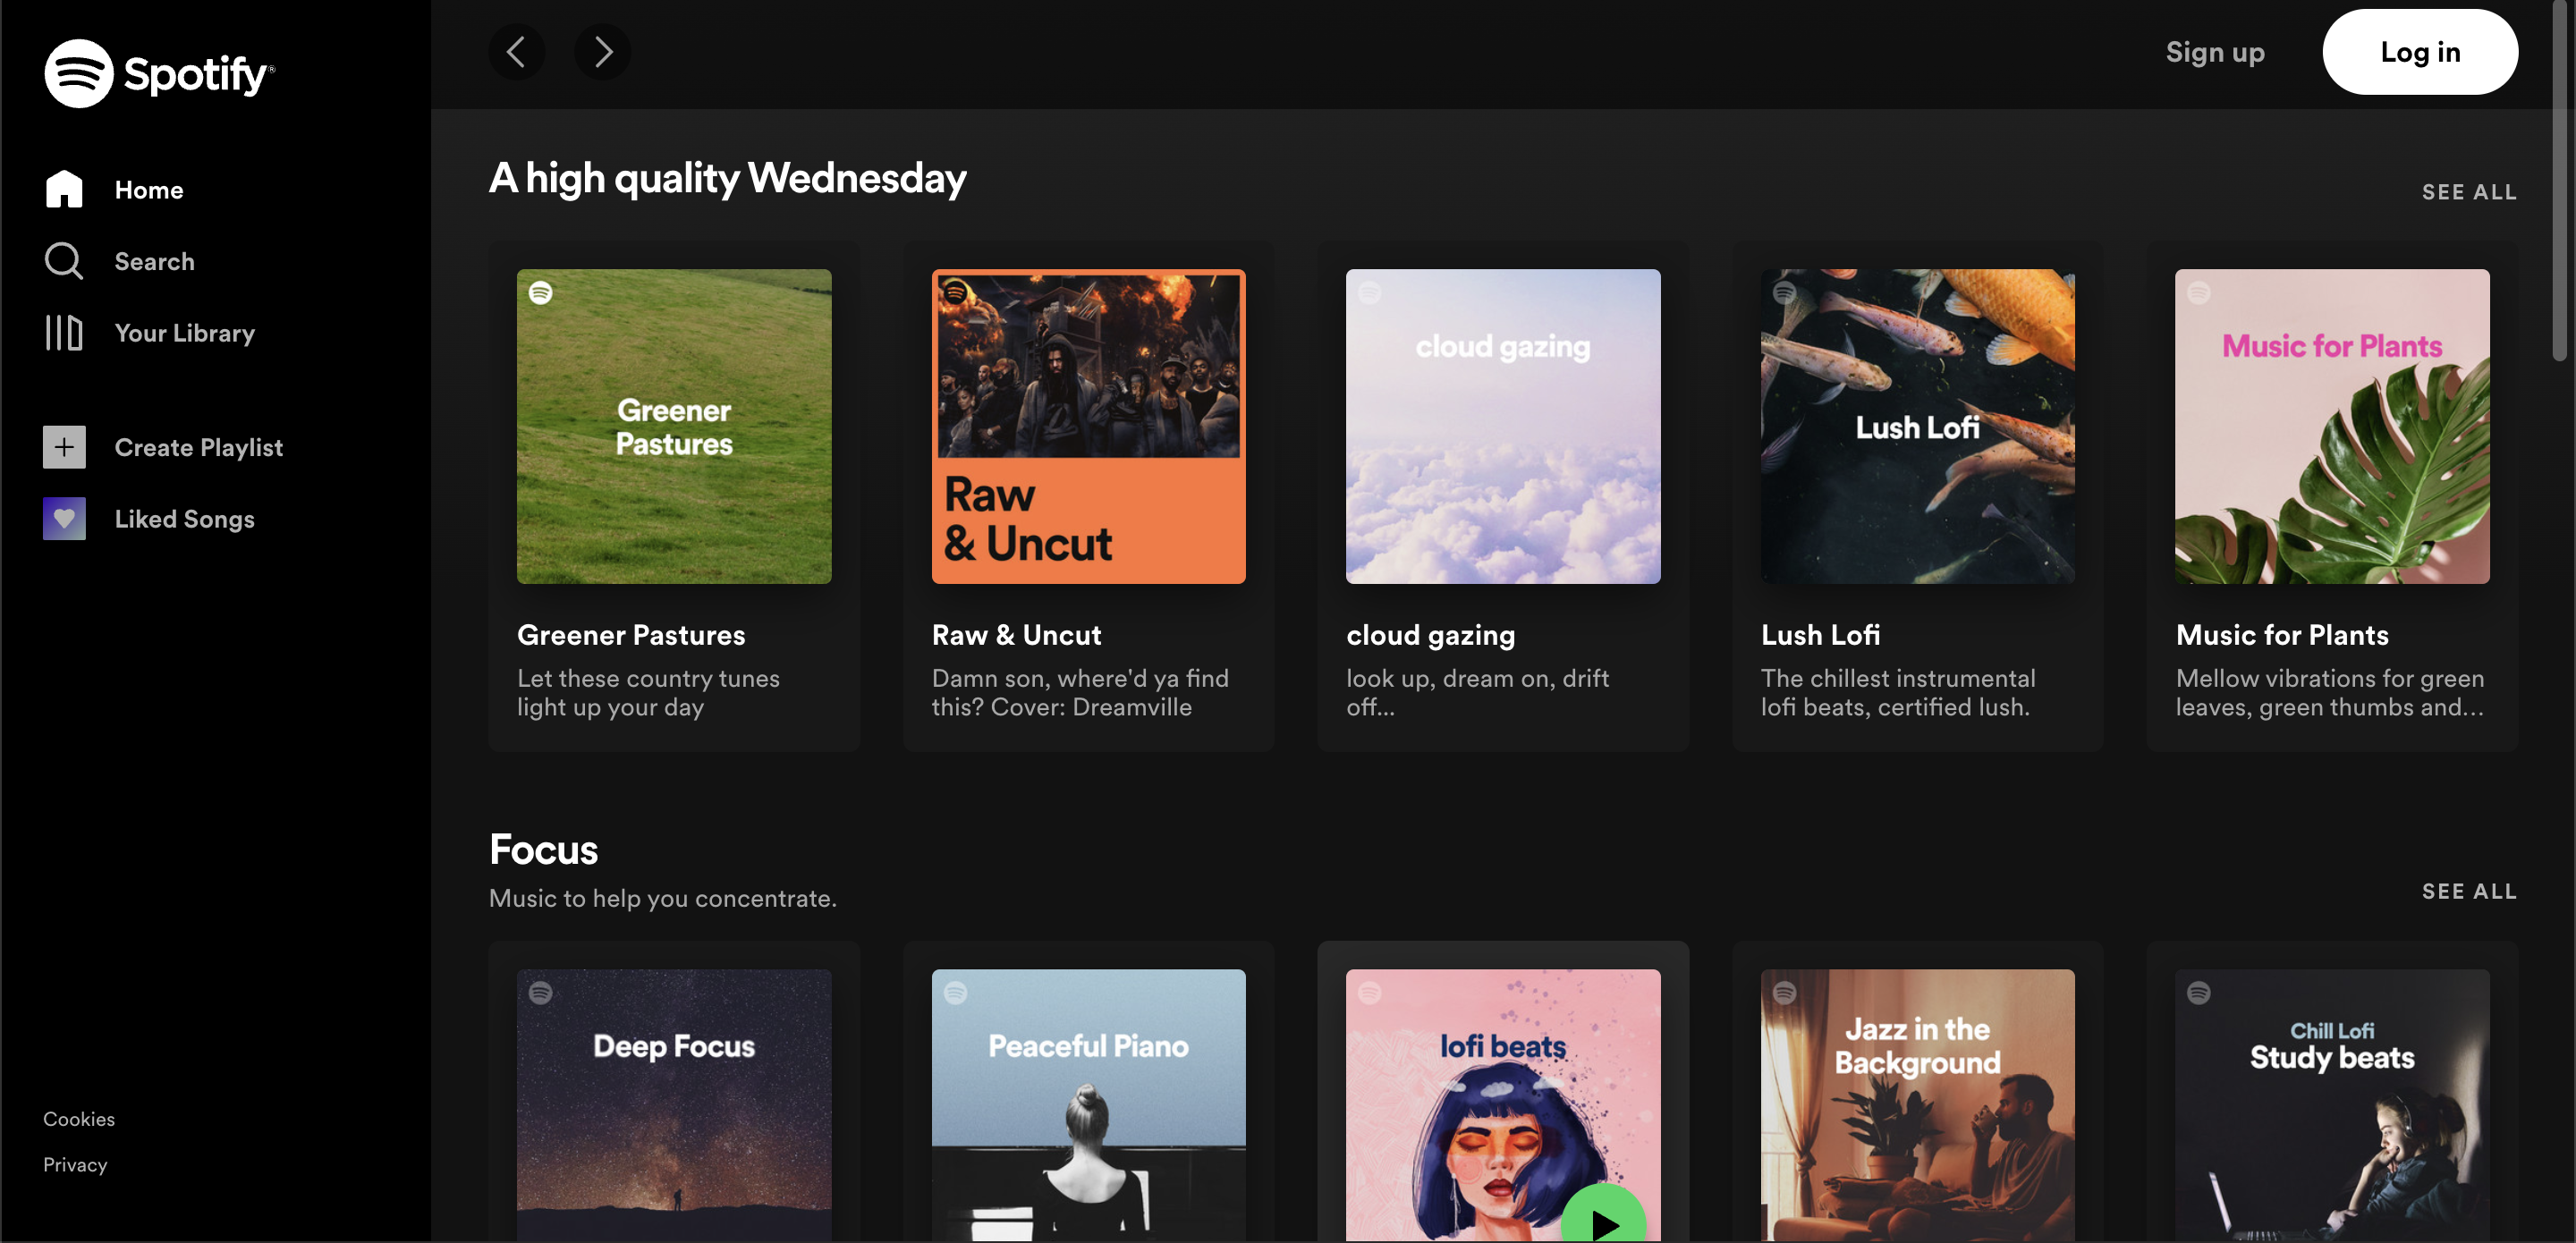 Spotify®
Home
Search
Your Library
Create Playlist
Liked Songs
Cookies
Privacy
Sign up
Log in
A high quality Wednesday
SEE ALL
Greener
Pastures
Greener Pastures
Let these country tunes
light up your day
Raw
& Uncut
Raw & Uncut
Damn son, where'd ya find
this? Cover: Dreamville
cloud gazing
cloud gazing
look up, dream on, drift
off...
Lush Lofi
Lush Lofi
The chillest instrumental
lofi beats, certified lush.
Music for Plants
Music for Plants
Mellow vibrations for green
leaves, green thumbs and...
Focus
Music to help you concentrate.
SEE ALL
Deep Focus
Peaceful Piano
lofi beats
Jazz in the
Background
Chill Lofi
Study beats